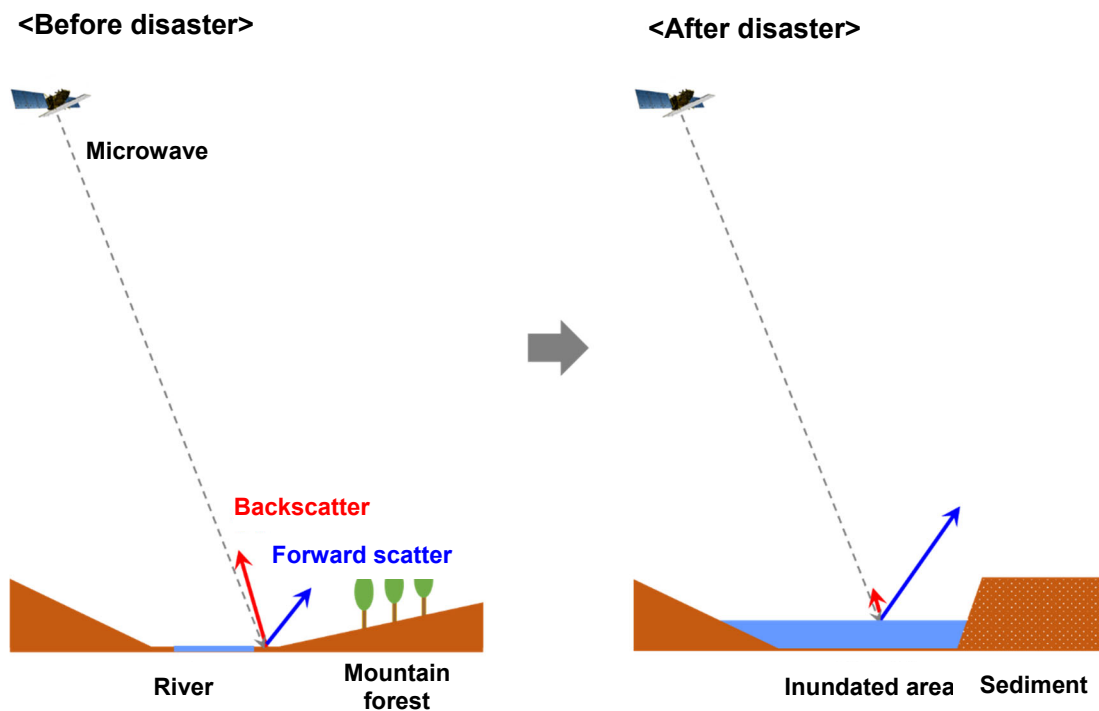 <Before disaster>
<After disaster>
Microwave
Backscatter
Forward scatter
River
Mountain
forest
Inundated area
Sediment